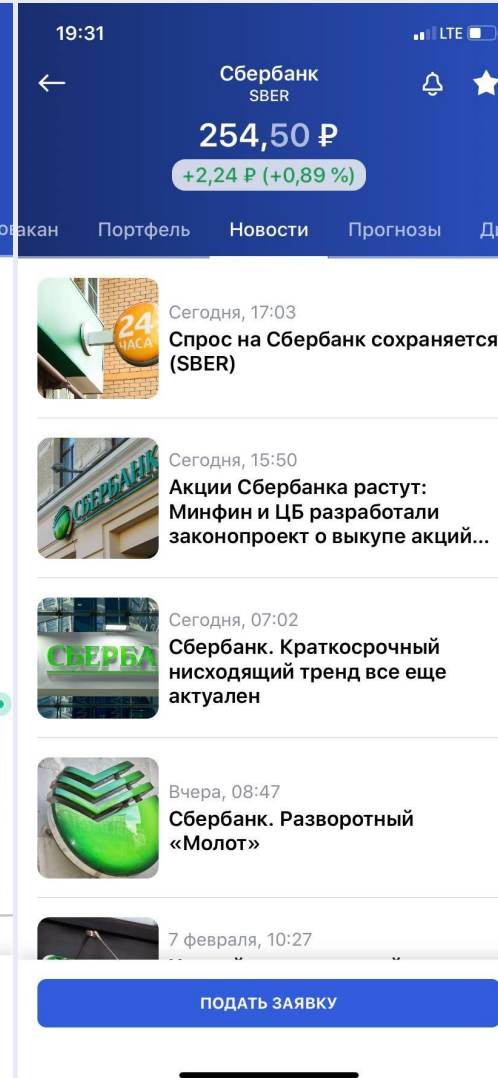 19:31
LTE
Сбербанк
SBER
254,50 ₽
+2,24 ₽ (+0,89 %)
Портфель Новости Прогнозы
24
ЧАСА
Сегодня, 17:03
Спрос на Сбербанк сохраняется
(SBER)
СБЕРБАНК
Сегодня, 15:50
Акции Сбербанка растут:
Минфин и ЦБ разработали
законопроект о выкупе акций...
СБЕРБА
Сегодня, 07:02
Сбербанк. Краткосрочный
нисходящий тренд все еще
актуален
Вчера, 08:47
Сбербанк. Разворотный
«Молот»
7 февраля, 10:27
ПОДАТЬ ЗАЯВКУ